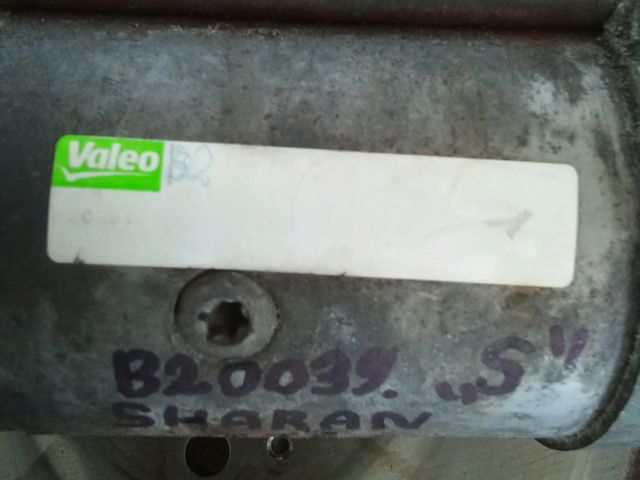 Valeo B2
B20039. „S"
SHARAN